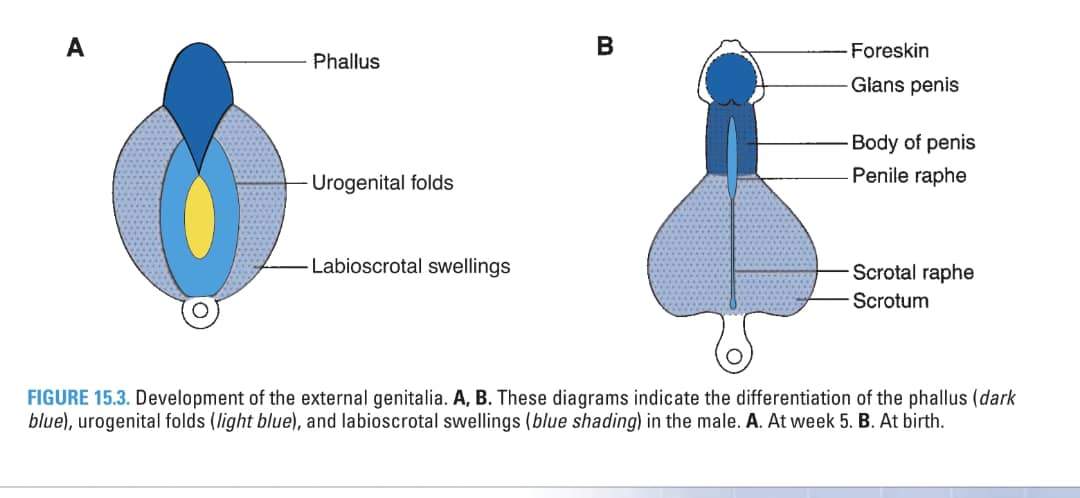 A
Phallus
Urogenital folds
Labioscrotal swellings
B
Foreskin
Glans penis
Body of penis
Penile raphe
Scrotal raphe
Scrotum
FIGURE 15.3. Development of the external genitalia. A, B. These diagrams indicate the differentiation of the phallus (dark
blue), urogenital folds (light blue), and labioscrotal swellings (blue shading) in the male. A. At week 5. B. At birth.